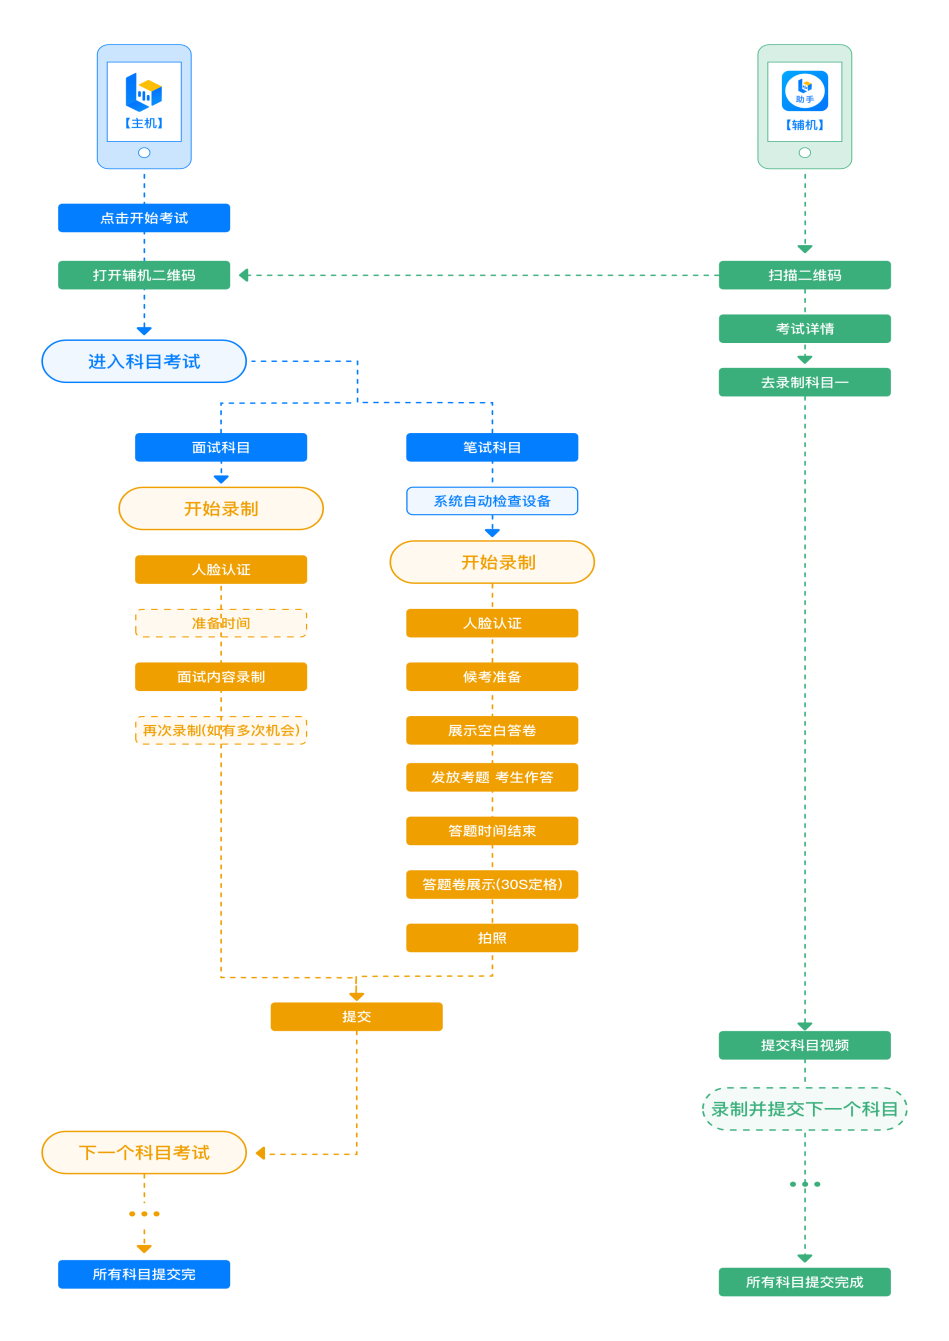 【主机】
助手
【辅机】
点击开始考试
打开辅机二维码
扫描二维码
考试详情
进入科目考试
去录制科目一
面试科目
笔试科目
开始录制
系统自动检查设备
开始录制
人脸认证
准备时间
人脸认证
面试内容录制
候考准备
再次录制(如有多次机会)
展示空白答卷
发放考题 考生作答
答题时间结束
答题卷展示(30S定格)
拍照
提交
提交科目视频
录制并提交下一个科目
下一个科目考试
所有科目提交完
所有科目提交完成